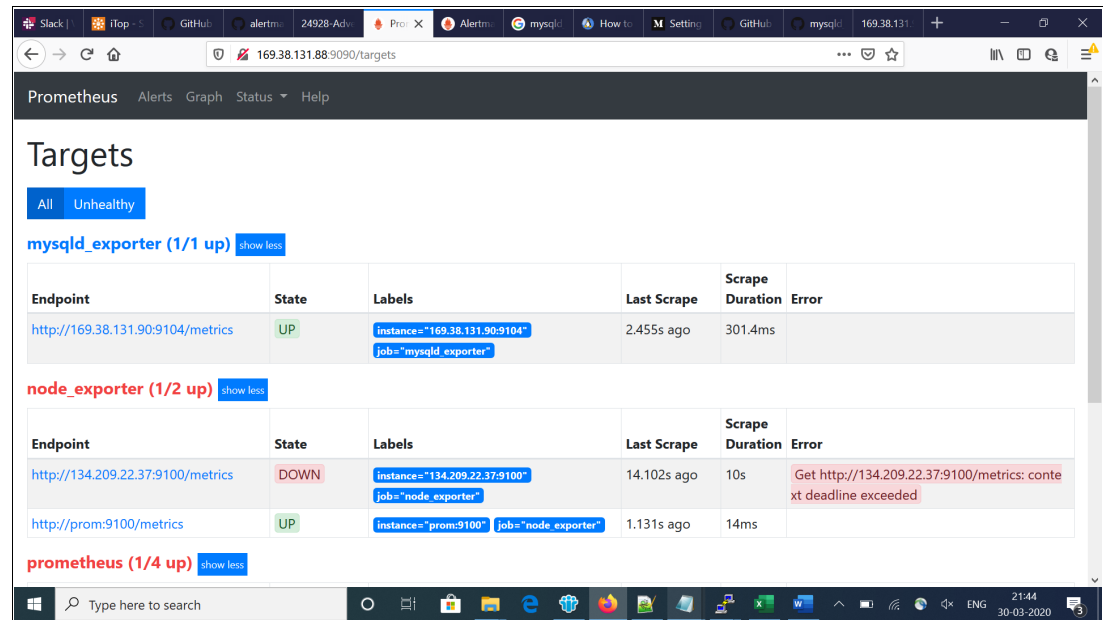 Slack | iTop - S GitHub alertma 24928-Adve Pro Alertma mysqld How to Setting GitHub mysqld 169.38.131.
169.38.131.88:9090/targets
Prometheus Alerts Graph Status Help
Targets
All Unhealthy
mysqld_exporter (1/1 up) show less
Endpoint State Labels Last Scrape Scrape Duration Error
http://169.38.131.90:9104/metrics UP instance="169.38.131.90:9104" 2.455s ago 301.4ms
job="mysqld_exporter"
node_exporter (1/2 up) show less
Endpoint State Labels Last Scrape Scrape Duration Error
http://134.209.22.37:9100/metrics DOWN instance="134.209.22.37:9100" 14.102s ago 10s Get http://134.209.22.37:9100/metrics: conte
job="node_exporter" xt deadline exceeded
http://prom:9100/metrics UP instance="prom:9100" job="node_exporter" 1.131s ago 14ms
prometheus (1/4 up) show less
Type here to search ENG 21:44
30-03-2020 3